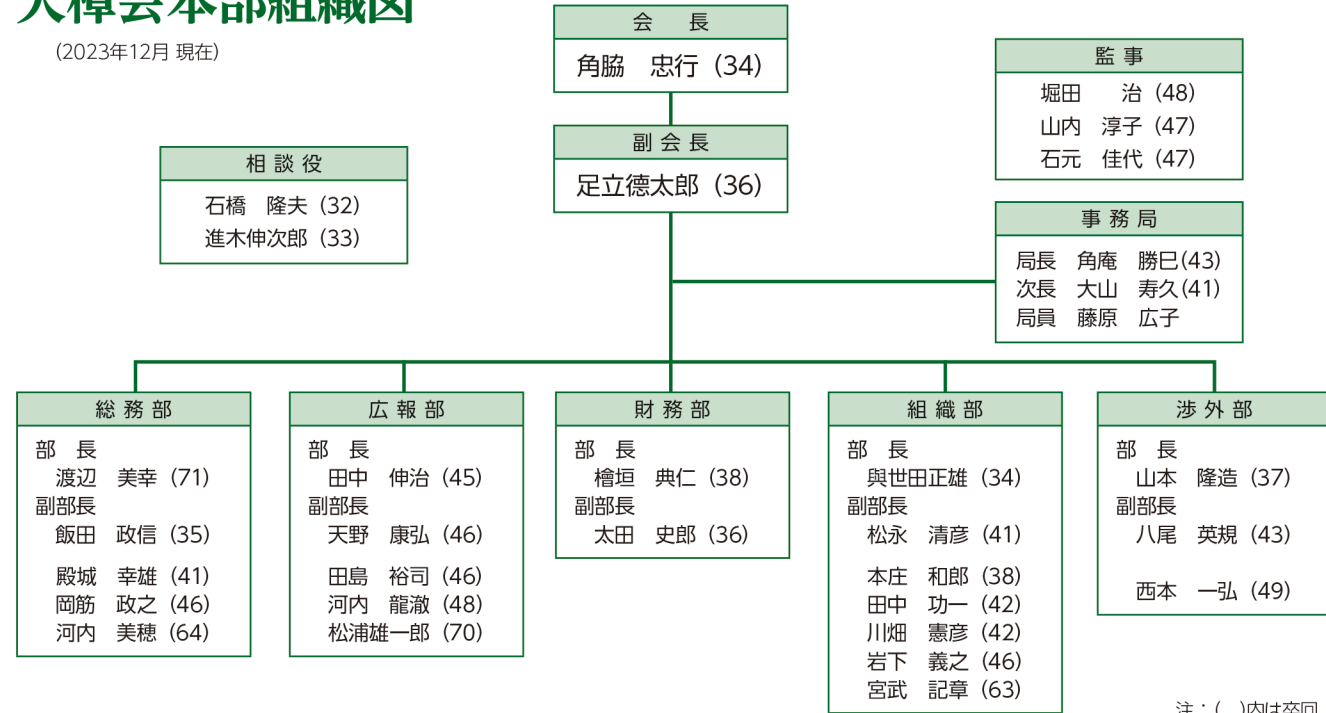 大樟会本部組織図
(2023年12月 現在)
会 長
角脇 忠行 (34)
副会長
足立德太郎 (36)
監事
堀田 治 (48)
山内 淳子 (47)
石元 佳代 (47)
相談役
石橋 隆夫 (32)
進木伸次郎 (33)
事務局
局長 角庵 勝巳(43)
次長 大山 寿久(41)
局員 藤原 広子
総務部
部 長
渡辺 美幸 (71)
副部長
飯田 政信 (35)
殿城 幸雄 (41)
岡筋 政之 (46)
河内 美穂 (64)
広報部
部 長
田中 伸治 (45)
副部長
天野 康弘 (46)
田島 裕司 (46)
河内 龍澈 (48)
松浦雄一郎 (70)
財務部
部 長
檜垣 典仁 (38)
副部長
太田 史郎 (36)
組織部
部 長
與世田正雄 (34)
副部長
松永 清彦 (41)
本庄 和郎 (38)
田中 功一 (42)
川畑 憲彦 (42)
岩下 義之 (46)
宮武 記章 (63)
渉外部
部 長
山本 隆造 (37)
副部長
八尾 英規 (43)
西本 一弘 (49)
注：( )内は卒回